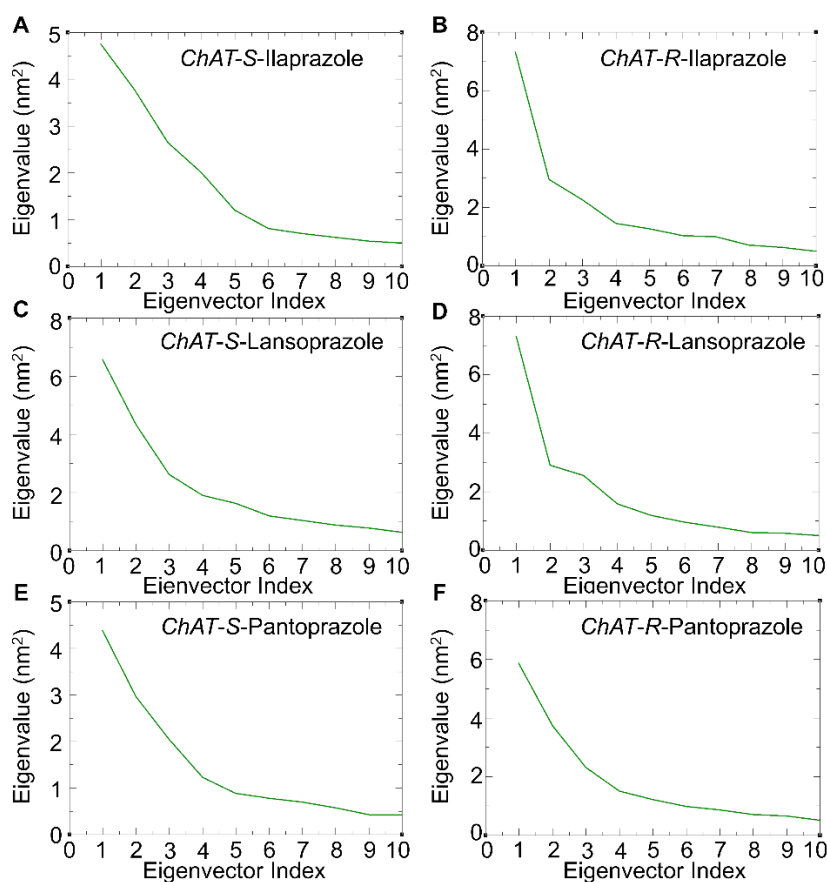 A
ChAT-S-Ilaprazole
Eigenvalue (nm²)
5
4
3
2
1
0
0 1 2 3 4 5 6 7 8 9 10
Eigenvector Index
B
ChAT-R-Ilaprazole
Eigenvalue (nm²)
8
6
4
2
0
0 1 2 3 4 5 6 7 8 9 10
Eigenvector Index
C
ChAT-S-Lansoprazole
Eigenvalue (nm²)
8
6
4
2
0
0 1 2 3 4 5 6 7 8 9 10
Eienvector Index
D
ChAT-R-Lansoprazole
Eigenvalue (nm²)
8
6
4
2
0
0 1 2 3 4 5 6 7 8 9 10
Eigenvector Index
E
ChAT-S-Pantoprazole
Eigenvalue (nm²)
5
4
3
2
1
0
0 1 2 3 4 5 6 7 8 9 10
Eigenvector Index
F
ChAT-R-Pantoprazole
Eigenvalue (nm²)
8
6
4
2
0
0 1 2 3 4 5 6 7 8 9 10
Eigenvector Index